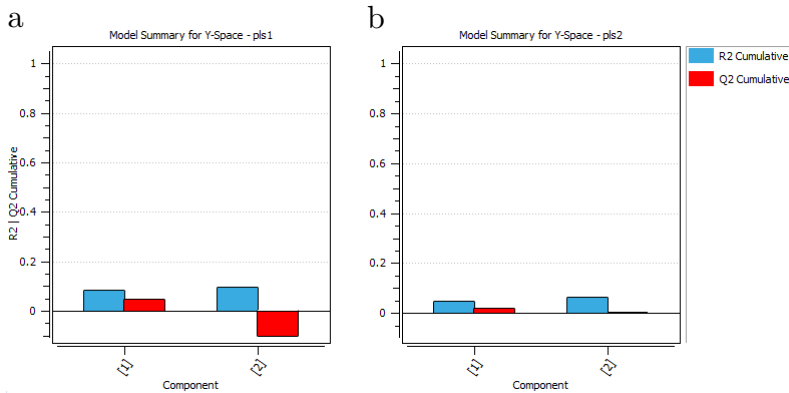 a
Model Summary for Y-Space - pls1
R2 | Q2 Cumulative
1
0.8
0.6
0.4
0.2
0
[1]
[2]
Component
b
Model Summary for Y-Space - pls2
1
0.8
0.6
0.4
0.2
0
[1]
[2]
Component
R2 Cumulative
Q2 Cumulative